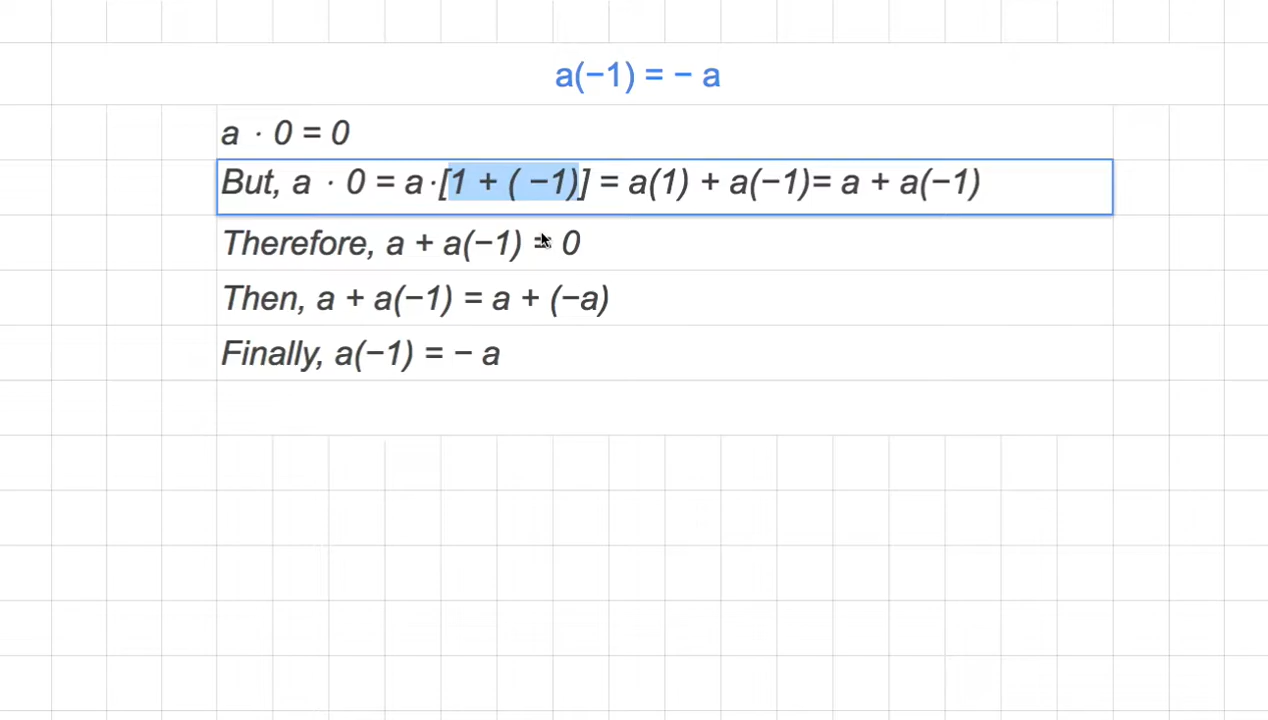 a(−1) = − a
a · 0 = 0
But, a · 0 = a·[1 + ( −1)] = a(1) + a(−1)= a + a(−1)
Therefore, a + a(−1) = 0
Then, a + a(−1) = a + (−a)
Finally, a(−1) = − a